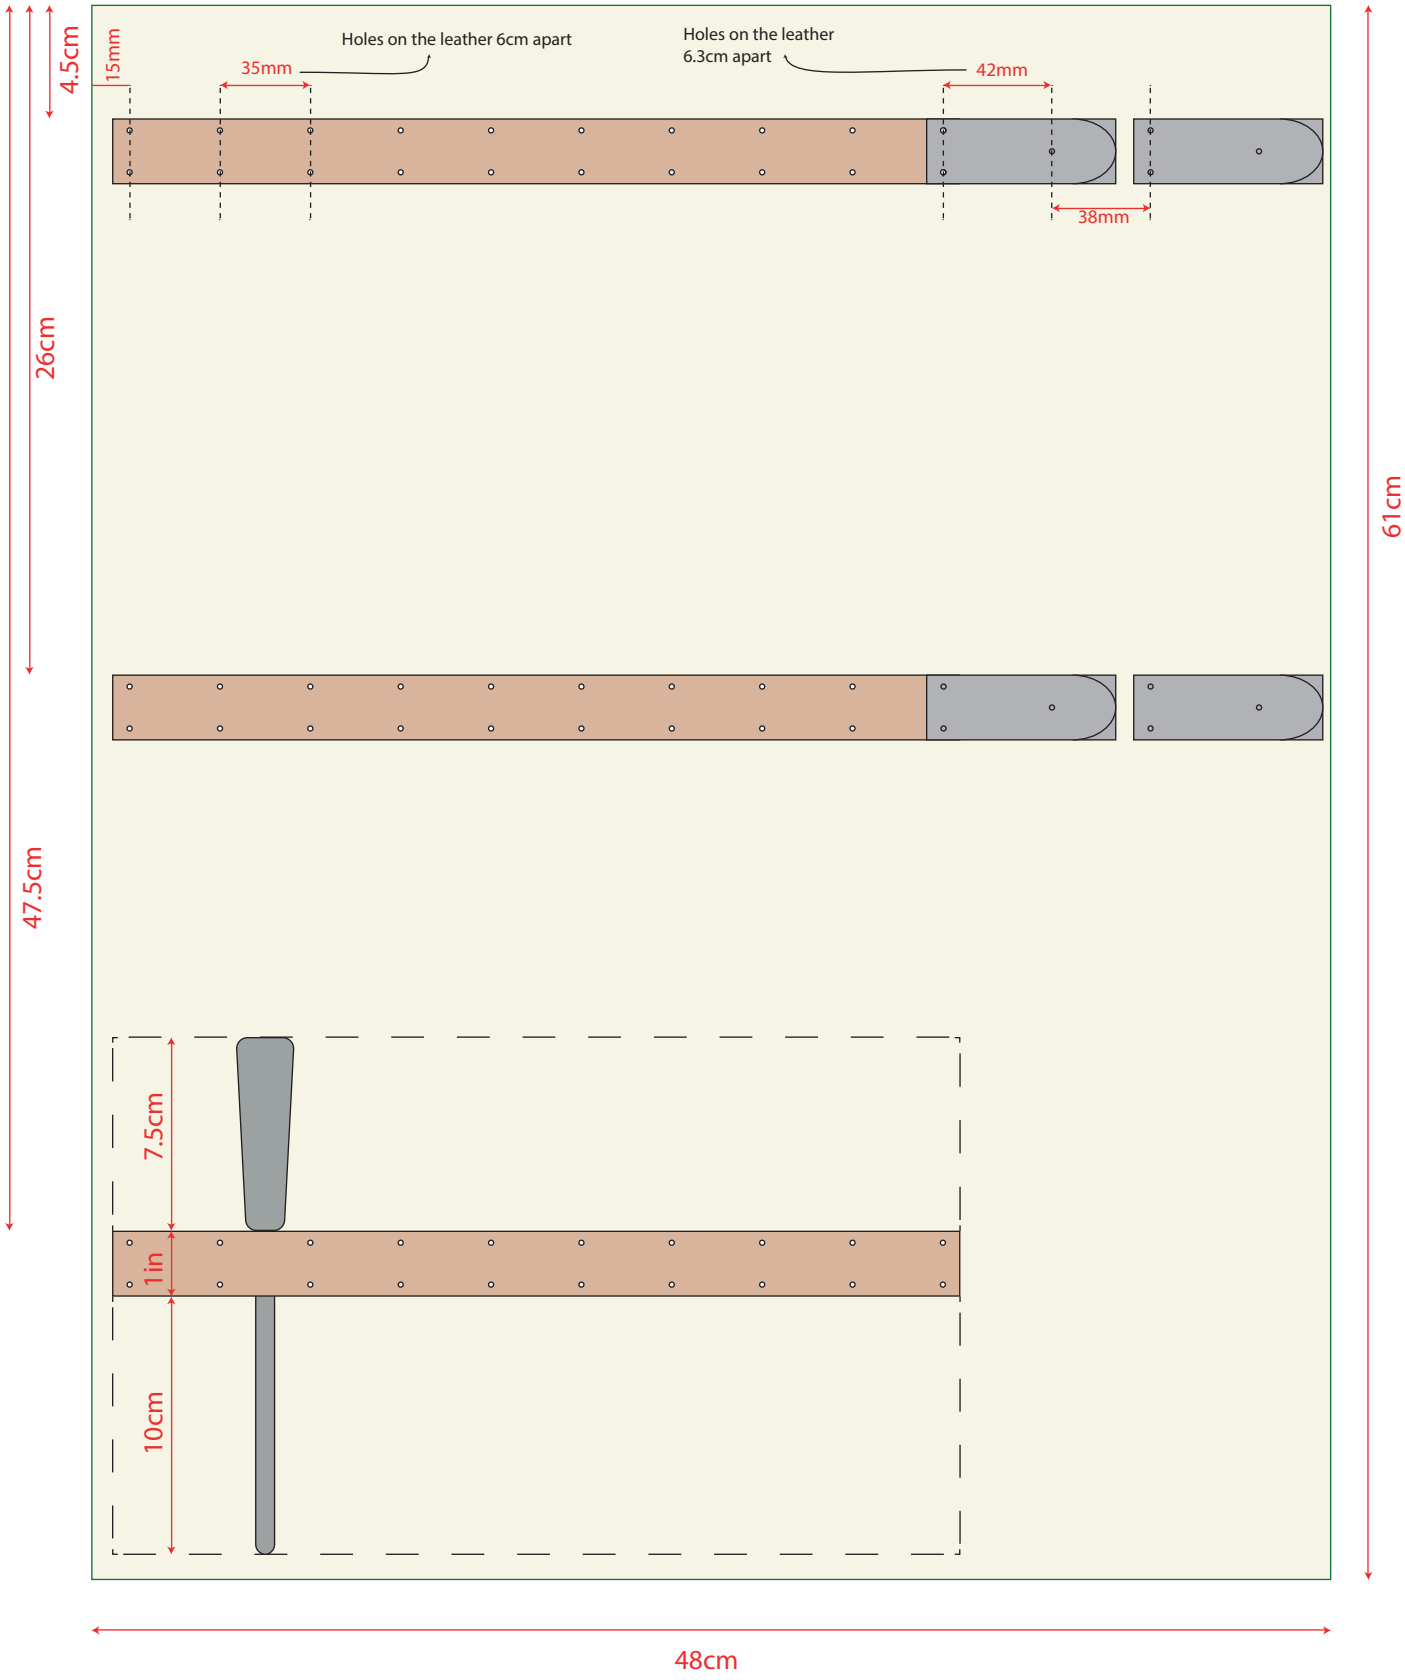 Holes on the leather 6cm apart
Holes on the leather
6.3cm apart
4.5cm
15mm
35mm
42mm
38mm
26cm
61cm
47.5cm
7.5cm
1in
10cm
48cm